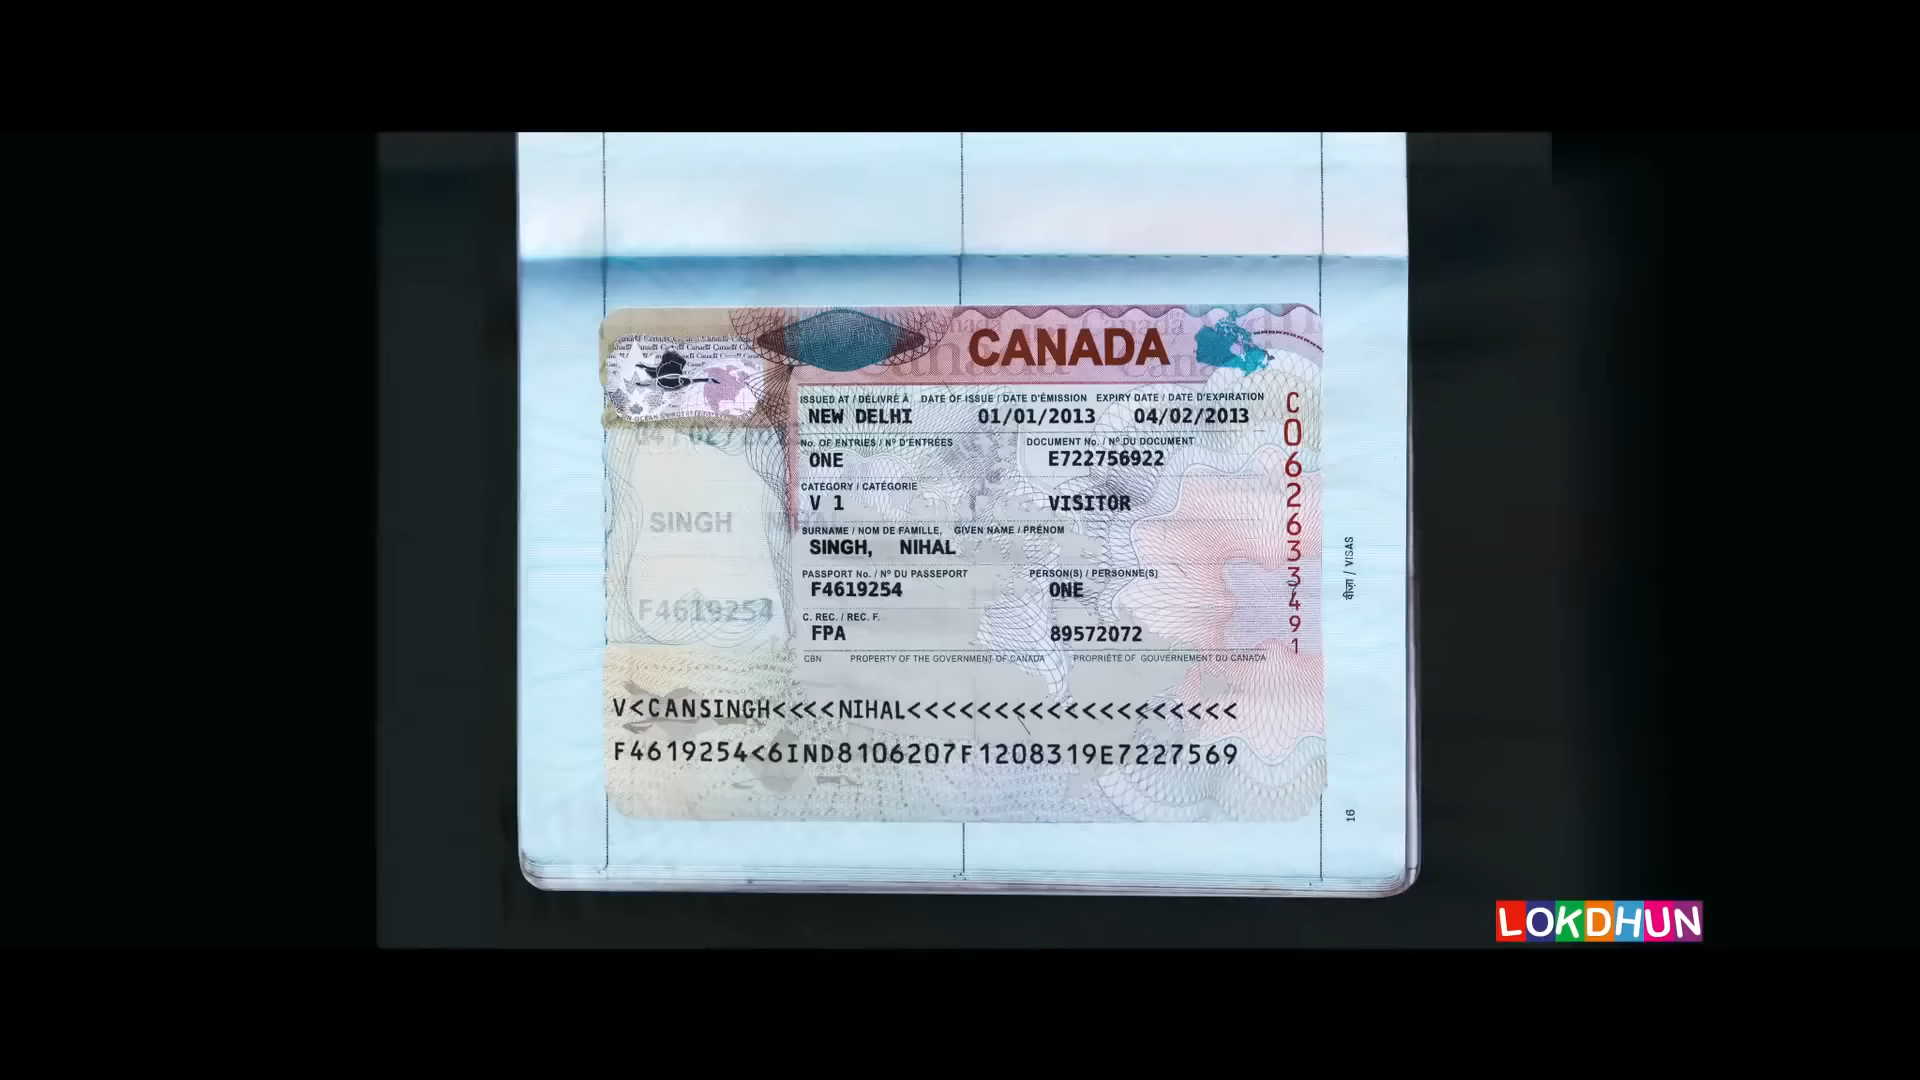 CANADA
ISSUED AT / DÉLIVRÉ À DATE OF ISSUE / DATE D'ÉMISSION EXPIRY DATE / DATE D'EXPIRATION
NEW DELHI 01/01/2013 04/02/2013
No. OF ENTRIES / Nº D'ENTRÉES DOCUMENT No. / Nº DU DOCUMENT
ONE E722756922
CATEGORY / CATÉGORIE
V 1 VISITOR
SURNAME / NOM DE FAMILLE, GIVEN NAME / PRÉNOM
SINGH, NIHAL
PASSPORT No. / Nº DU PASSEPORT PERSON(S) / PERSONNE(S)
F4619254 ONE
C. REC. / REC. F.
FPA 89572072
CBN PROPERTY OF THE GOVERNMENT OF CANADA PROPRIÉTÉ OF GOUVERNEMENT DU CANADA
V<CANSINGH<<<<NIHAL<<<<<<<<<<<<<<<<<<<
F4619254<6IND8106207F1208319E7227569
C0626337491
SINGH NIHAL
F4619254
वीज़ा / VISAS
16
LOKDHUN